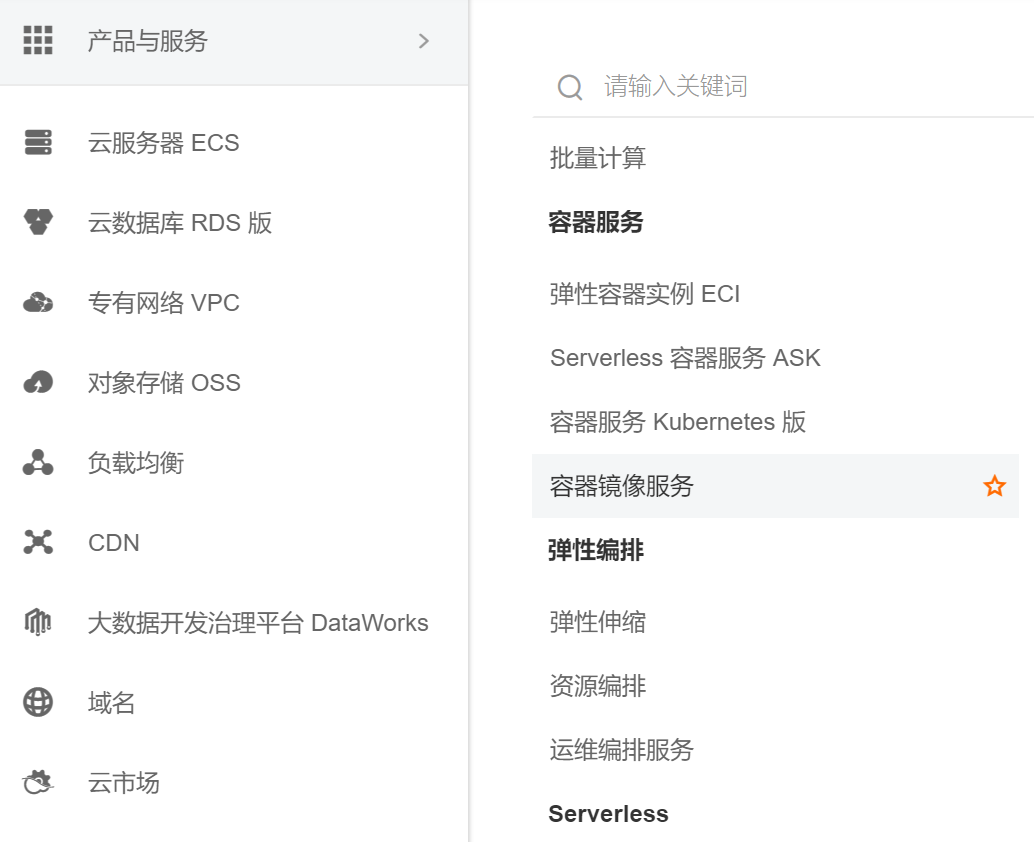 产品与服务
云服务器 ECS
云数据库 RDS 版
专有网络 VPC
对象存储 OSS
负载均衡
CDN
大数据开发治理平台 DataWorks
域名
云市场
请输入关键词
批量计算
容器服务
弹性容器实例 ECI
Serverless 容器服务 ASK
容器服务 Kubernetes 版
容器镜像服务
弹性编排
弹性伸缩
资源编排
运维编排服务
Serverless